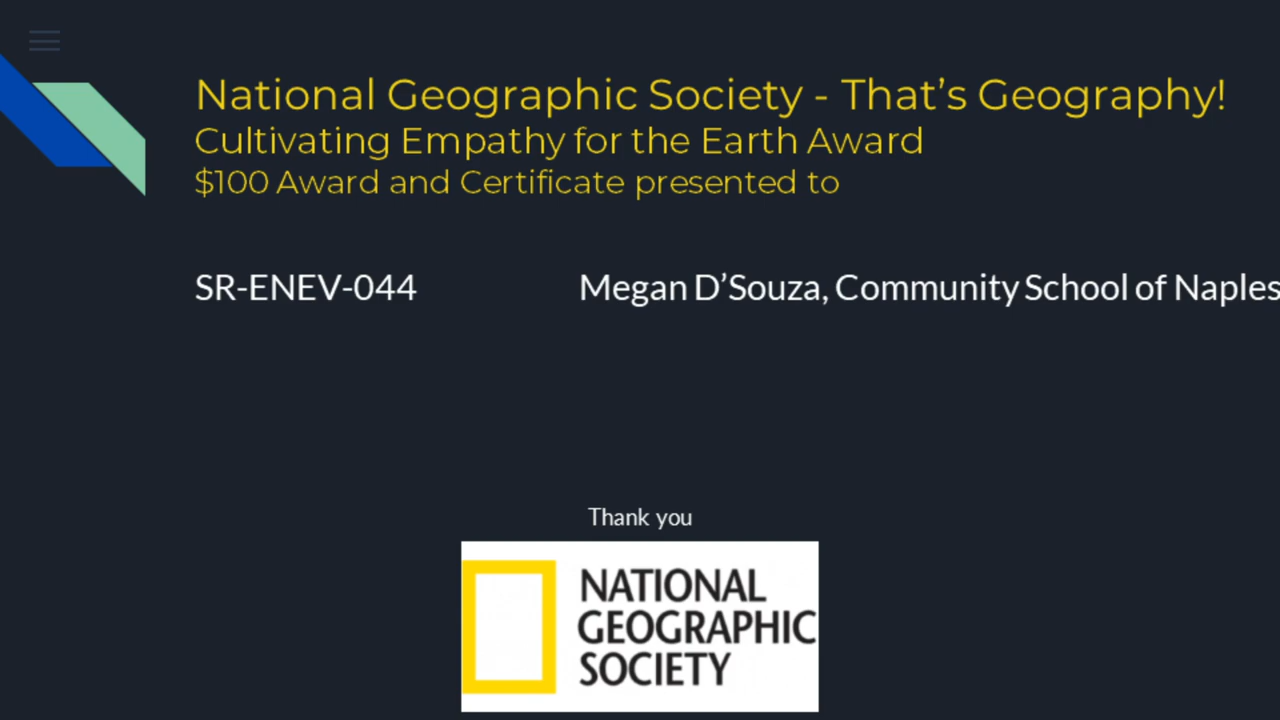 National Geographic Society - That’s Geography!
Cultivating Empathy for the Earth Award
$100 Award and Certificate presented to
SR-ENEV-044 Megan D’Souza, Community School of Naples
Thank you
NATIONAL
GEOGRAPHIC
SOCIETY